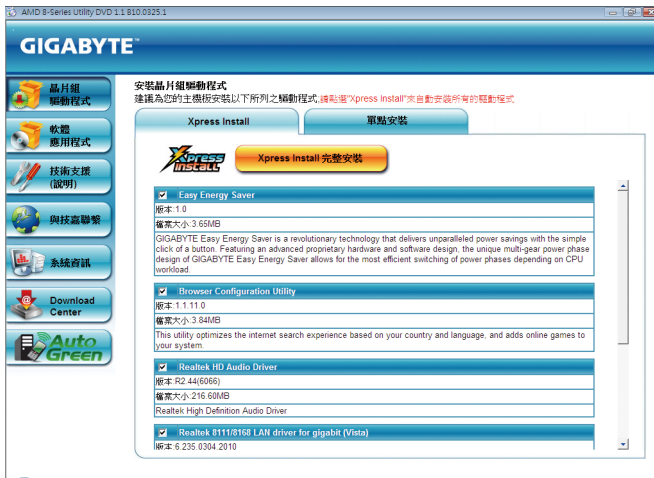 AMD 8-Series Utility DVD 1.1 B10.0325.1
GIGABYTE™
晶片組
驅動程式
軟體
應用程式
技術支援
(說明)
與技嘉聯繫
系統資訊
Download
Center
Auto
Green
安裝晶片組驅動程式
建議為您的主機板安裝以下所列之驅動程式;請點選"Xpress Install"來自動安裝所有的驅動程式
Xpress Install
單點安裝
Xpress
INSTALL
Xpress Install 完整安裝
Easy Energy Saver
版本:1.0
檔案大小:3.65MB
GIGABYTE Easy Energy Saver is a revolutionary technology that delivers unparalleled power savings with the simple
click of a button. Featuring an advanced proprietary hardware and software design, the unique multi-gear power phase
design of GIGABYTE Easy Energy Saver allows for the most efficient switching of power phases depending on CPU
workload.
Browser Configuration Utility
版本:1.1.11.0
檔案大小:3.84MB
This utility optimizes the internet search experience based on your country and language, and adds online games to
your system.
Realtek HD Audio Driver
版本:R2.44(6066)
檔案大小:216.60MB
Realtek High Definition Audio Driver
Realtek 8111/8168 LAN driver for gigabit (Vista)
版本:6.235.0304.2010